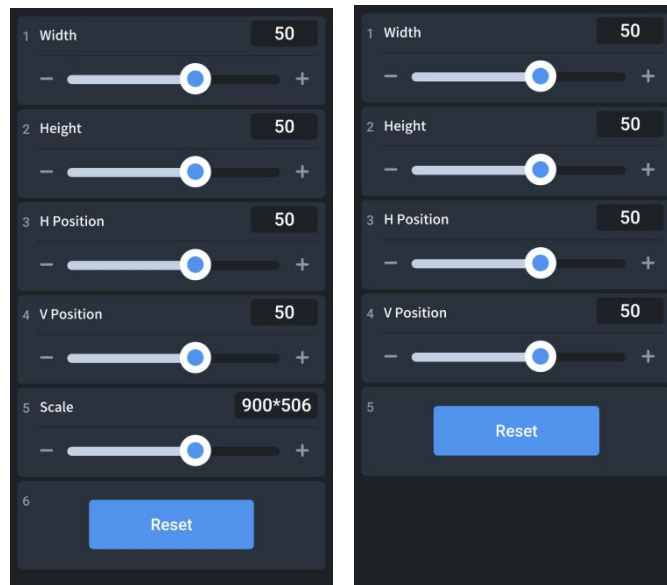 1 Width 50
− +
2 Height 50
− +
3 H Position 50
− +
4 V Position 50
− +
5 Scale 900*506
− +
6
Reset
1 Width 50
− +
2 Height 50
− +
3 H Position 50
− +
4 V Position 50
− +
5
Reset